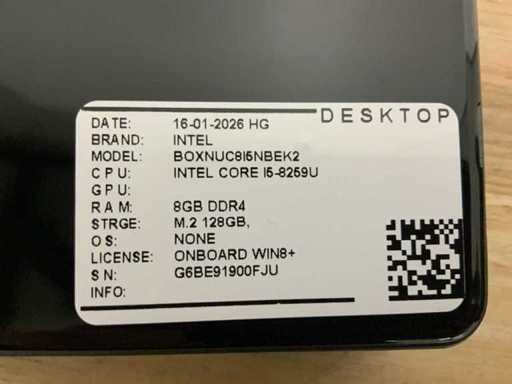 DESKTOP
DATE: 16-01-2026 HG
BRAND: INTEL
MODEL: BOXNUC8I5NBEK2
CPU: INTEL CORE I5-8259U
GPU:
RAM: 8GB DDR4
STRGE: M.2 128GB,
OS: NONE
LICENSE: ONBOARD WIN8+
SN: G6BE91900FJU
INFO: